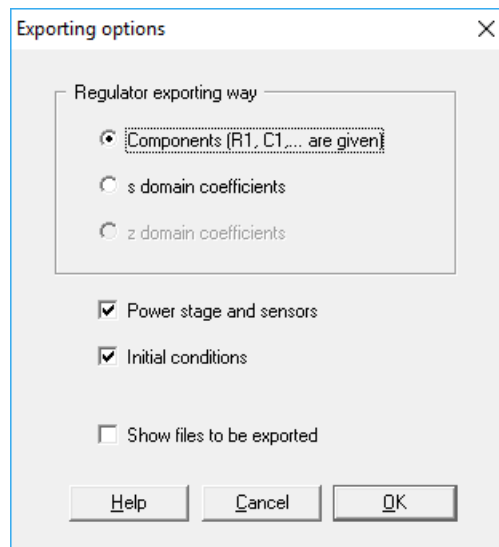 Exporting options
Regulator exporting way
Components (R1, C1,... are given)
s domain coefficients
z domain coefficients
Power stage and sensors
Initial conditions
Show files to be exported
Help Cancel OK